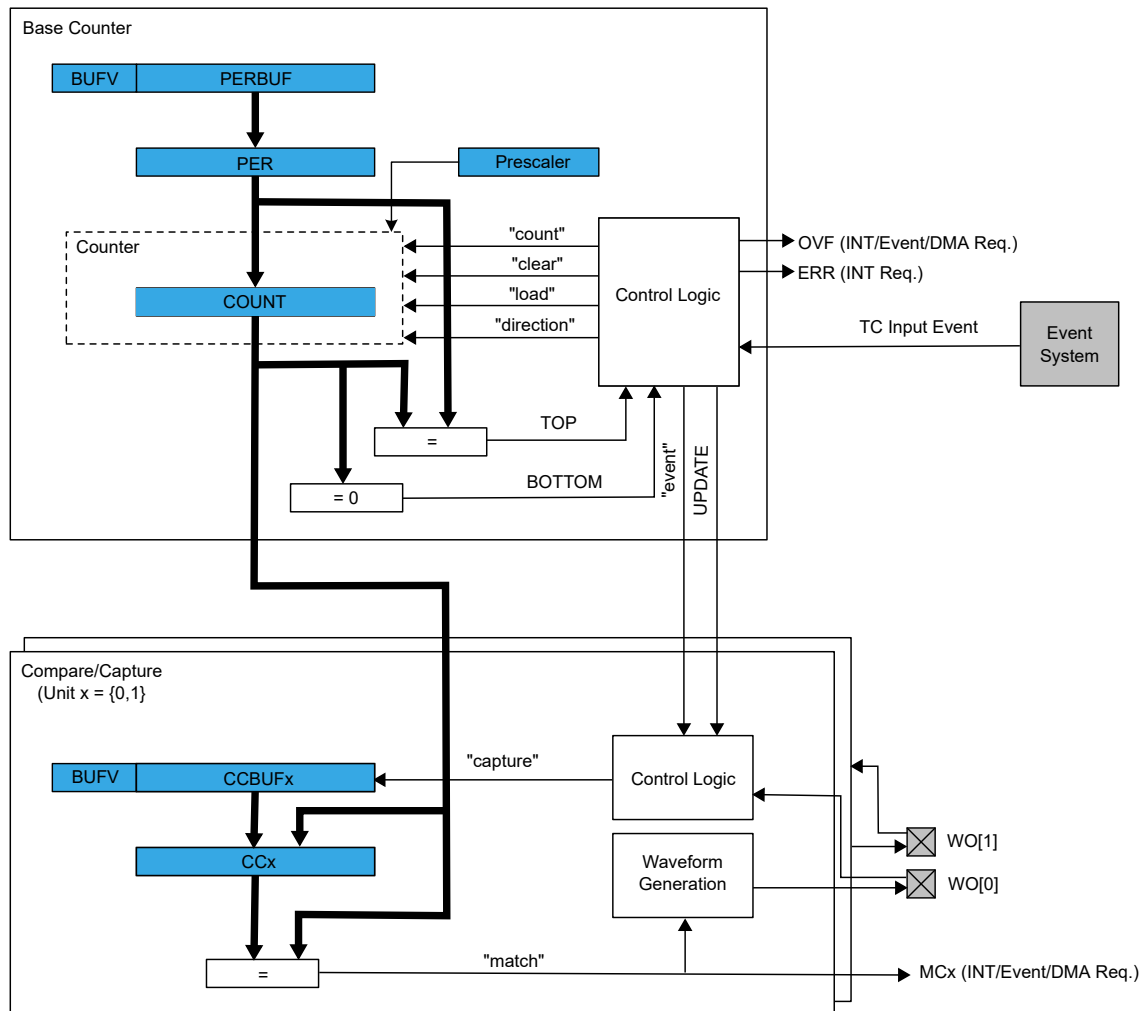 Base Counter
BUFV
PERBUF
PER
Prescaler
Counter
COUNT
"count"
"clear"
"load"
"direction"
Control Logic
OVF (INT/Event/DMA Req.)
ERR (INT Req.)
TC Input Event
Event
System
=
TOP
= 0
BOTTOM
"event"
UPDATE
Compare/Capture
(Unit x = {0,1}
BUFV
CCBUFx
"capture"
Control Logic
CCx
Waveform
Generation
WO[1]
WO[0]
=
"match"
MCx (INT/Event/DMA Req.)